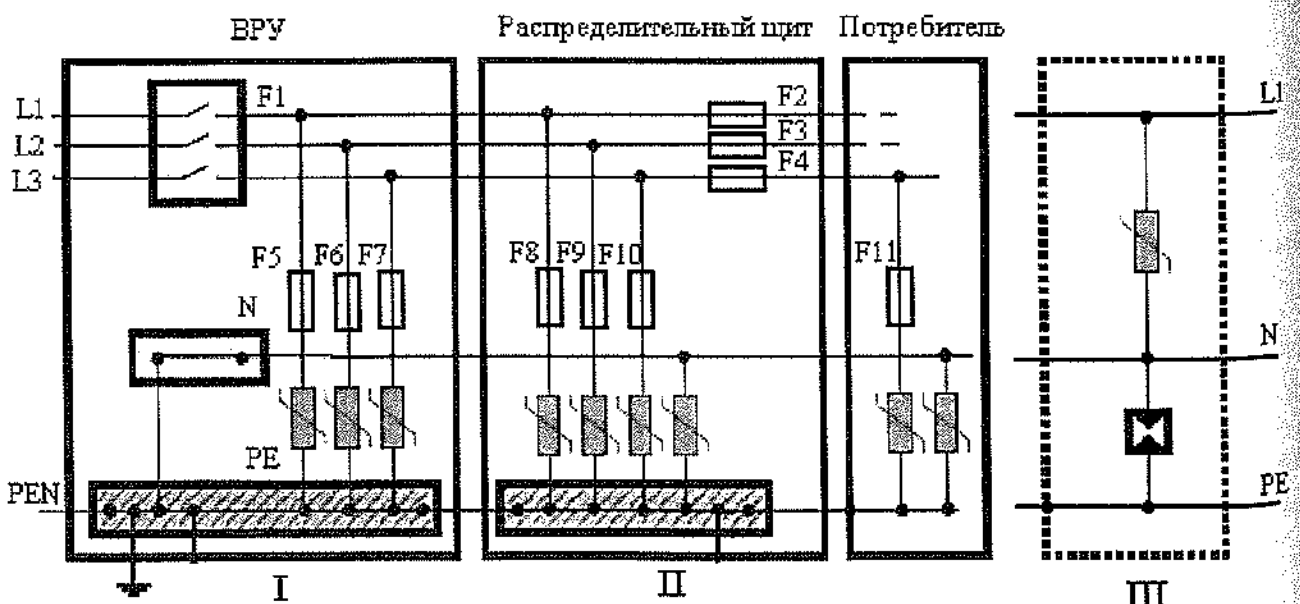 ВРУ
Распределительный щит
Потребитель
L1
F1
F2
L1
L2
F3
L3
F4
F5
F6
F7
F8
F9
F10
F11
N
N
PE
PEN
PE
I
II
III